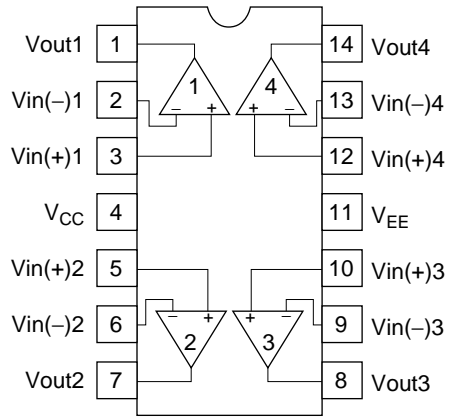 Vout1 1 14 Vout4
1 4
Vin(−)1 2 − + + − 13 Vin(−)4
Vin(+)1 3 12 Vin(+)4
VCC 4 11 VEE
Vin(+)2 5 10 Vin(+)3
Vin(−)2 6 − + + − 9 Vin(−)3
2 3
Vout2 7 8 Vout3